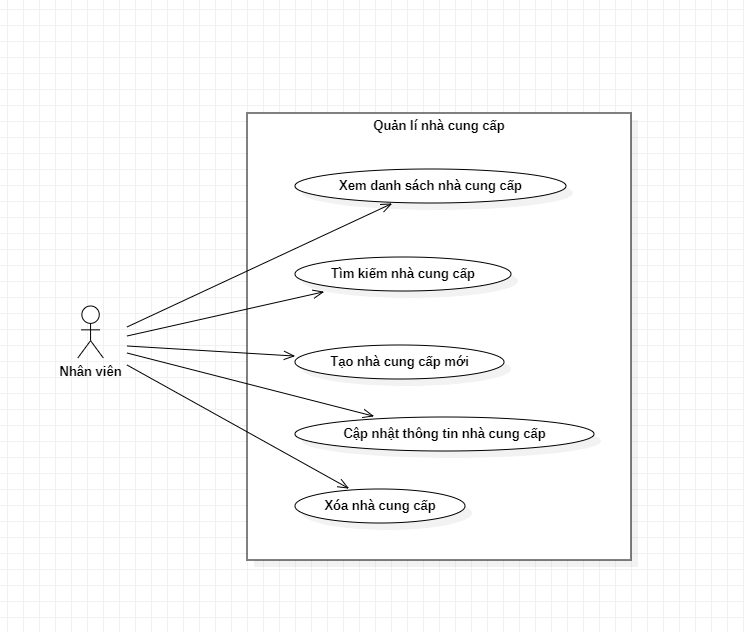 Quản lí nhà cung cấp
Xem danh sách nhà cung cấp
Tìm kiếm nhà cung cấp
Tạo nhà cung cấp mới
Nhân viên
Cập nhật thông tin nhà cung cấp
Xóa nhà cung cấp